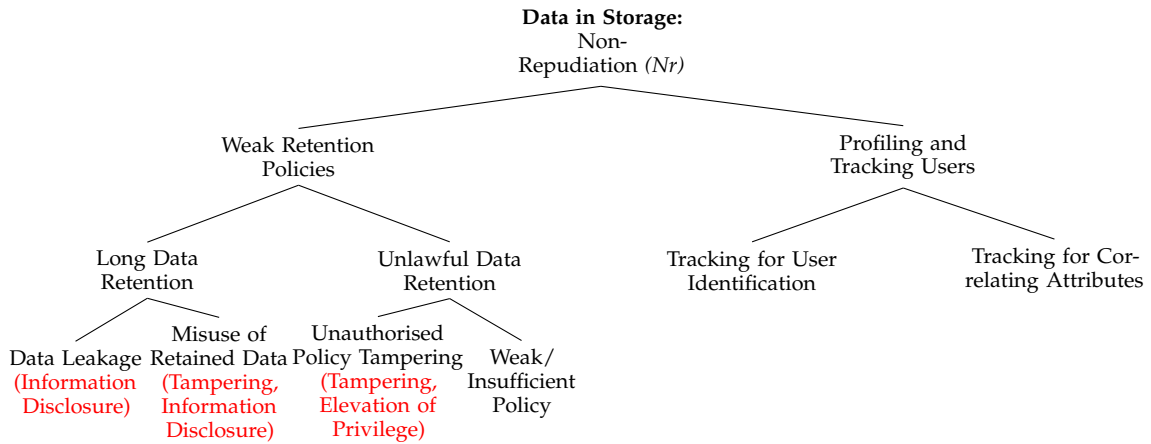 Data in Storage:
Non-
Repudiation (Nr)
Weak Retention
Policies
Profiling and
Tracking Users
Long Data
Retention
Unlawful Data
Retention
Tracking for User
Identification
Tracking for Cor-
relating Attributes
Data Leakage
(Information
Disclosure)
Misuse of
Retained Data
(Tampering,
Information
Disclosure)
Unauthorised
Policy Tampering
(Tampering,
Elevation of
Privilege)
Weak/
Insufficient
Policy